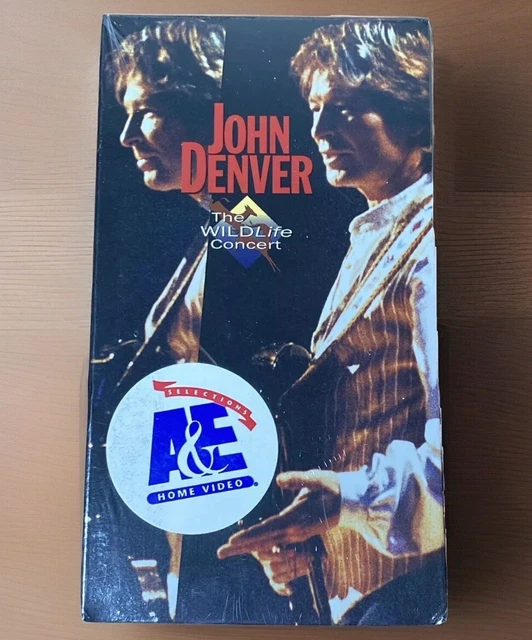 JOHN
DENVER
The
WILDLife
Concert
SELECTIONS
A&E
HOME VIDEO